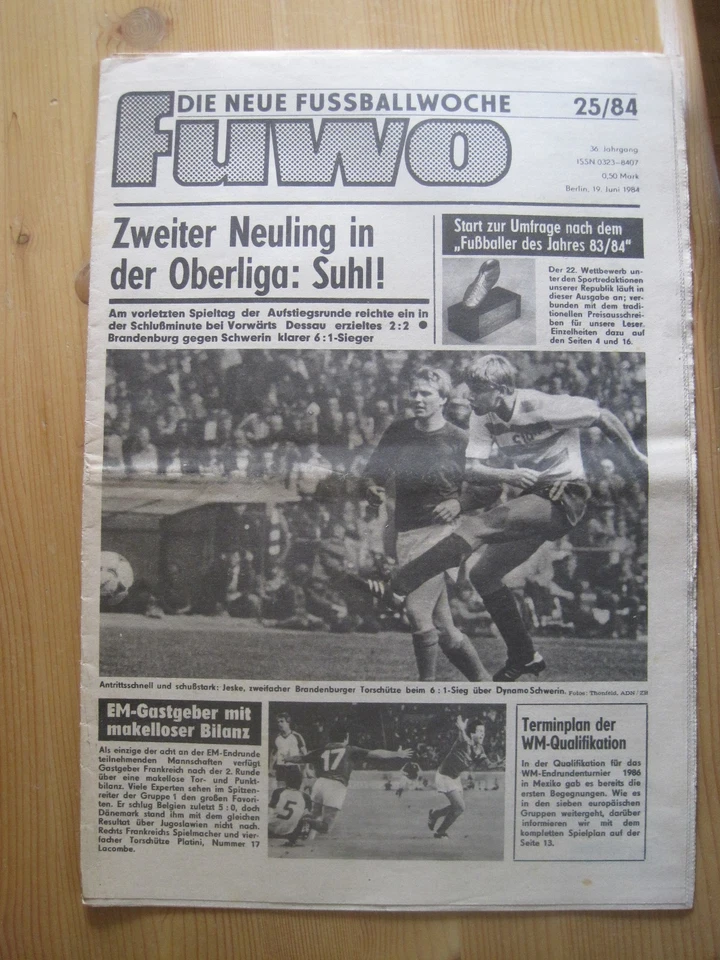 DIE NEUE FUSSBALLWOCHE
25/84
fuwo
36. Jahrgang
ISSN 0323-8407
0,50 Mark
Berlin, 19. Juni 1984
Zweiter Neuling in
der Oberliga: Suhl!
Am vorletzten Spieltag der Aufstiegsrunde reichte ein in
der Schlußminute bei Vorwärts Dessau erzieltes 2:2 ●
Brandenburg gegen Schwerin klarer 6:1-Sieger
Start zur Umfrage nach dem
„Fußballer des Jahres 83/84"
Der 22. Wettbewerb un-
ter den Sportredaktionen
unserer Republik läuft in
dieser Ausgabe an; ver-
bunden mit dem tradi-
tionellen Preisausschrei-
ben für unsere Leser.
Einzelheiten dazu auf
den Seiten 4 und 16.
Antrittsschnell und schußstark: Jeske, zweifacher Brandenburger Torschütze beim 6:1-Sieg über Dynamo Schwerin. Fotos: Thonfeld, ADN/ZB
EM-Gastgeber mit
makelloser Bilanz
Als einzige der acht an der EM-Endrunde
teilnehmenden Mannschaften verfügt
Gastgeber Frankreich nach der 2. Runde
über eine makellose Tor- und Punkt-
bilanz. Viele Experten sehen im Spitzen-
reiter der Gruppe 1 den großen Favori-
ten. Er schlug Belgien zuletzt 5:0, doch
Dänemark stand ihm mit dem gleichen
Resultat über Jugoslawien nicht nach.
Rechts Frankreichs Spielmacher und vier-
facher Torschütze Platini, Nummer 17
Lacombe.
17
5
Terminplan der
WM-Qualifikation
In der Qualifikation für das
WM-Endrundenturnier 1986
in Mexiko gab es bereits die
ersten Begegnungen. Wie es
in den sieben europäischen
Gruppen weitergeht, darüber
informieren wir mit dem
kompletten Spielplan auf der
Seite 13.